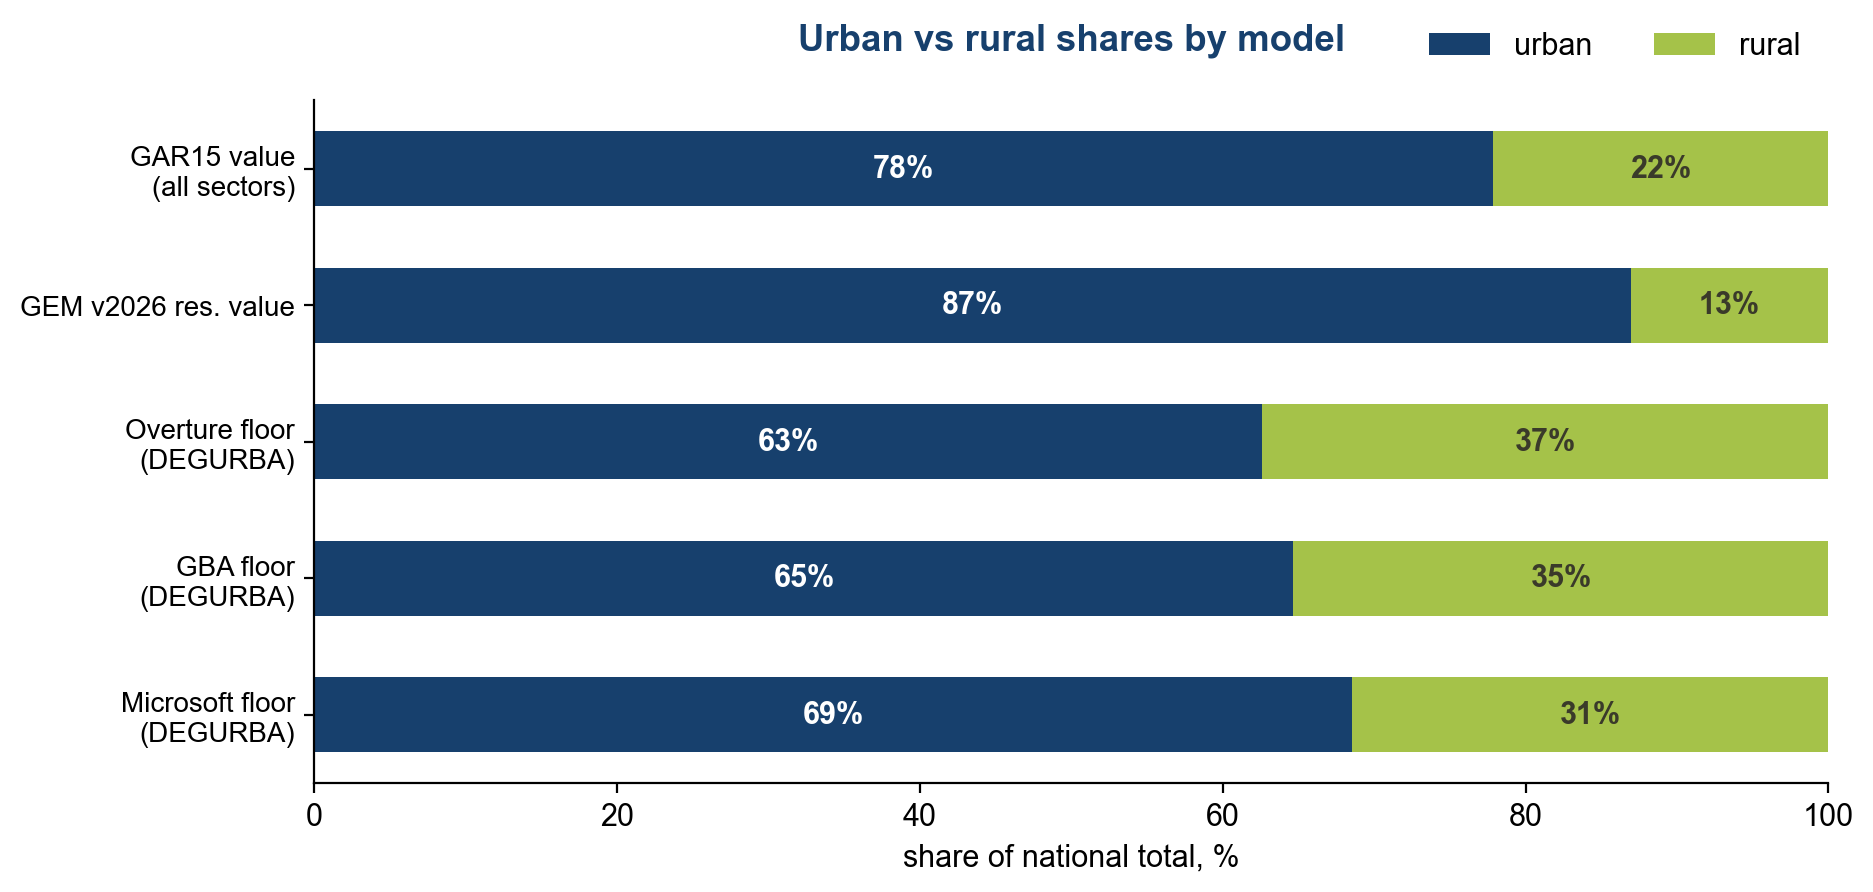 Urban vs rural shares by model
urban
rural
GAR15 value
(all sectors)
78%
22%
GEM v2026 res. value
87%
13%
Overture floor
(DEGURBA)
63%
37%
GBA floor
(DEGURBA)
65%
35%
Microsoft floor
(DEGURBA)
69%
31%
0 20 40 60 80 100
share of national total, %